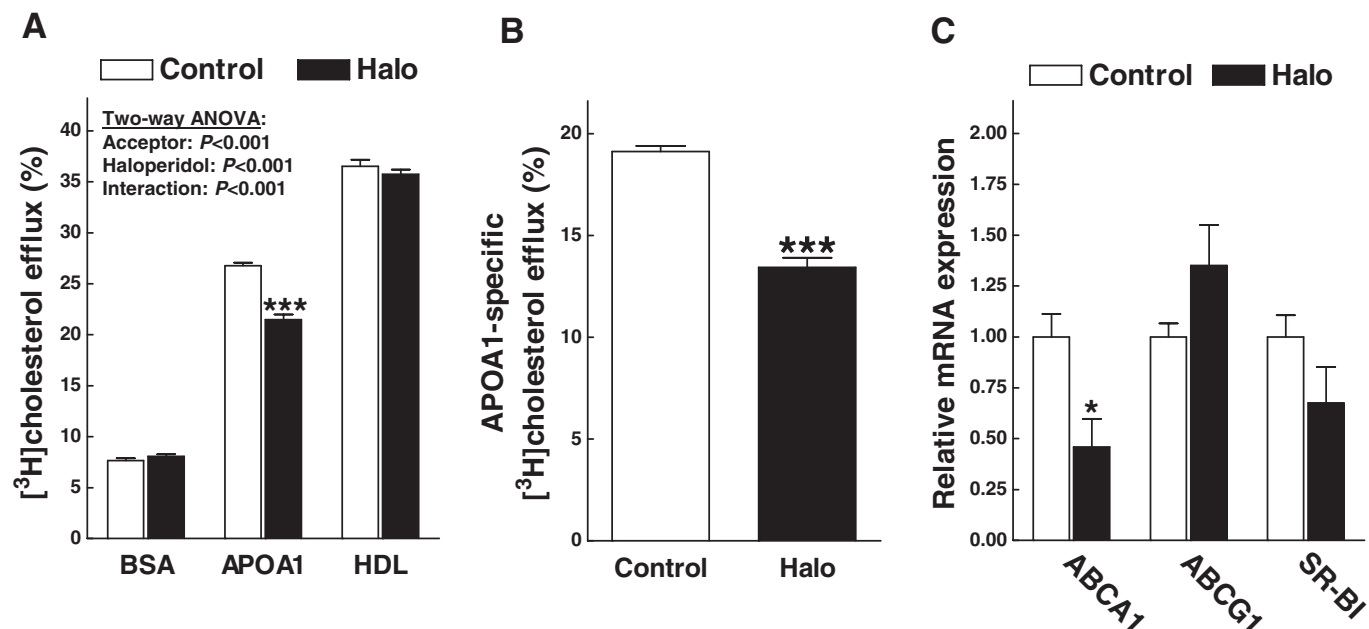 A
Control Halo
Two-way ANOVA:
Acceptor: P<0.001
Haloperidol: P<0.001
Interaction: P<0.001
[³H]cholesterol efflux (%)
40
35
30
25
20
15
10
5
0
***
BSA APOA1 HDL
B
APOA1-specific
[³H]cholesterol efflux (%)
20
15
10
5
0
***
Control Halo
C
Control Halo
Relative mRNA expression
2.00
1.75
1.50
1.25
1.00
0.75
0.50
0.25
0.00
*
ABCA1
ABCG1
SR-BI